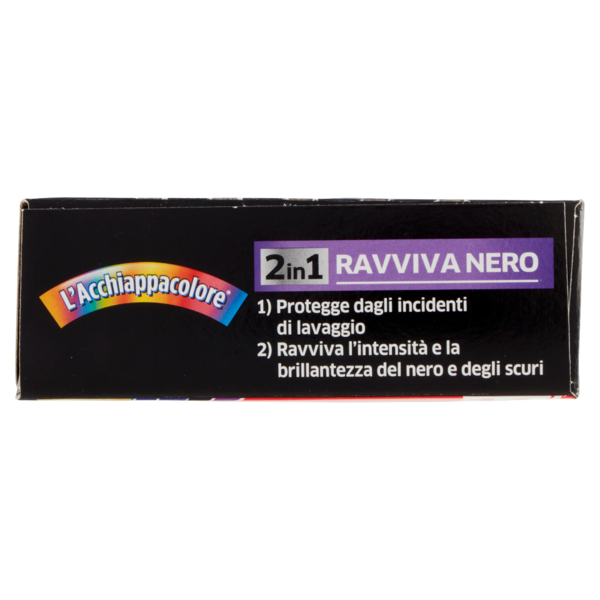 L'Acchiappacolore®
2in1 RAVVIVA NERO
1) Protegge dagli incidenti
di lavaggio
2) Ravviva l'intensità e la
brillantezza del nero e degli scuri